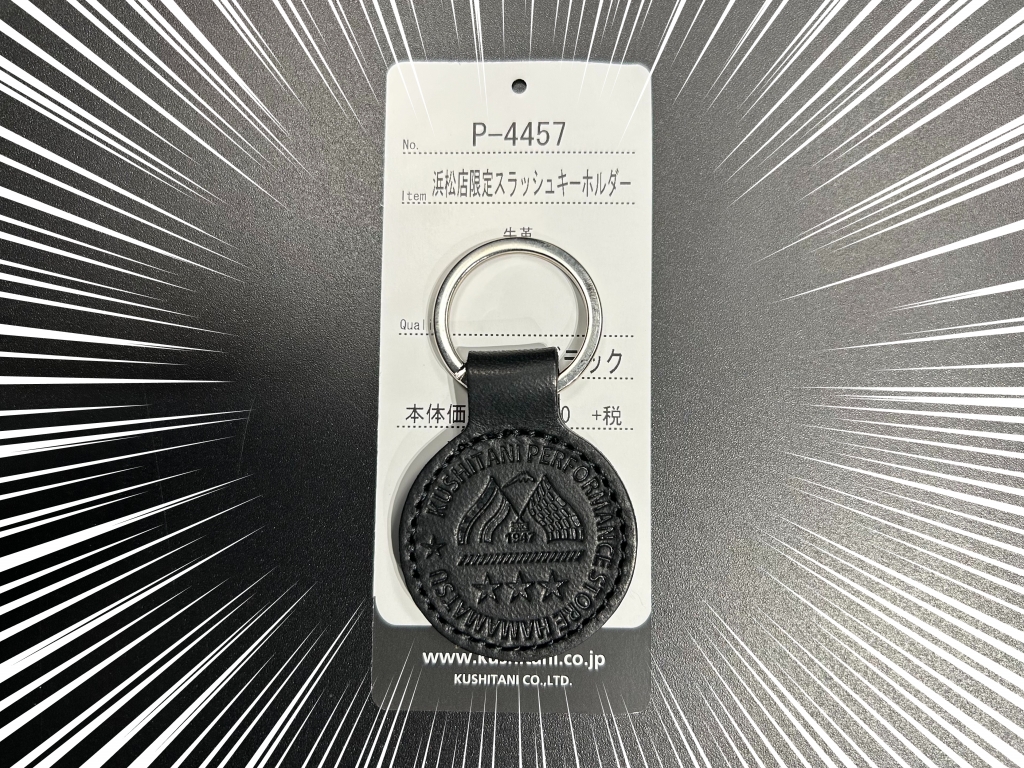 No. P-4457
Item 浜松店限定スラッシュキーホルダー
牛革
ラック
本体価
0 +税
KUSHITANI PERFORMANCE STORE HAMAMATSU
1947
www.kushitani.co.jp
KUSHITANI CO.,LTD.